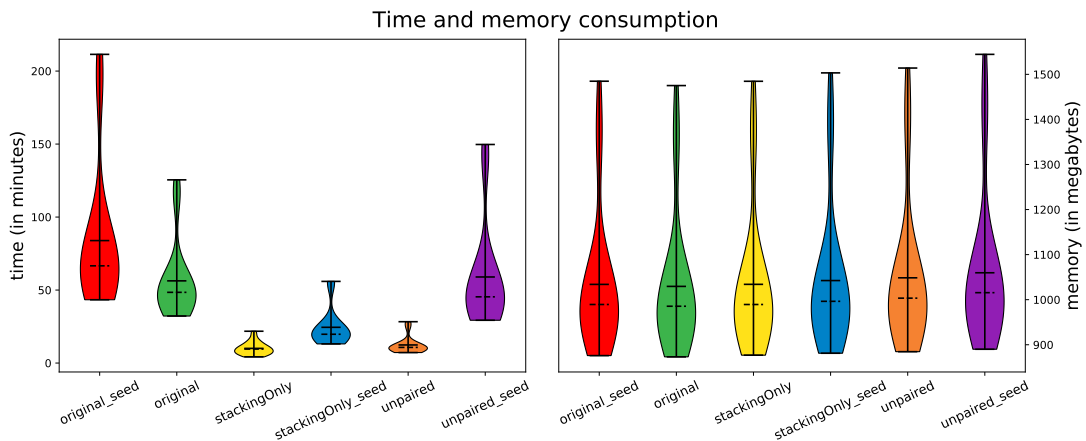 Time and memory consumption
time (in minutes)
200
150
100
50
0
original_seed
original
stackingOnly
stackingOnly_seed
unpaired
unpaired_seed
1500
1400
1300
1200
1100
1000
900
memory (in megabytes)
original_seed
original
stackingOnly
stackingOnly_seed
unpaired
unpaired_seed